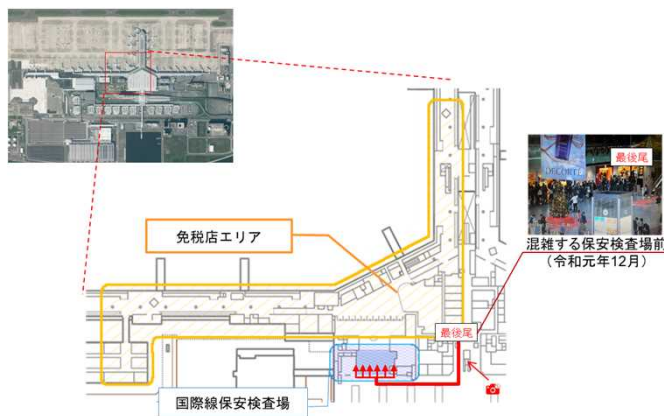 DECORTÉ
最後尾
混雑する保安検査場前
（令和元年12月）
免税店エリア
最後尾
国際線保安検査場